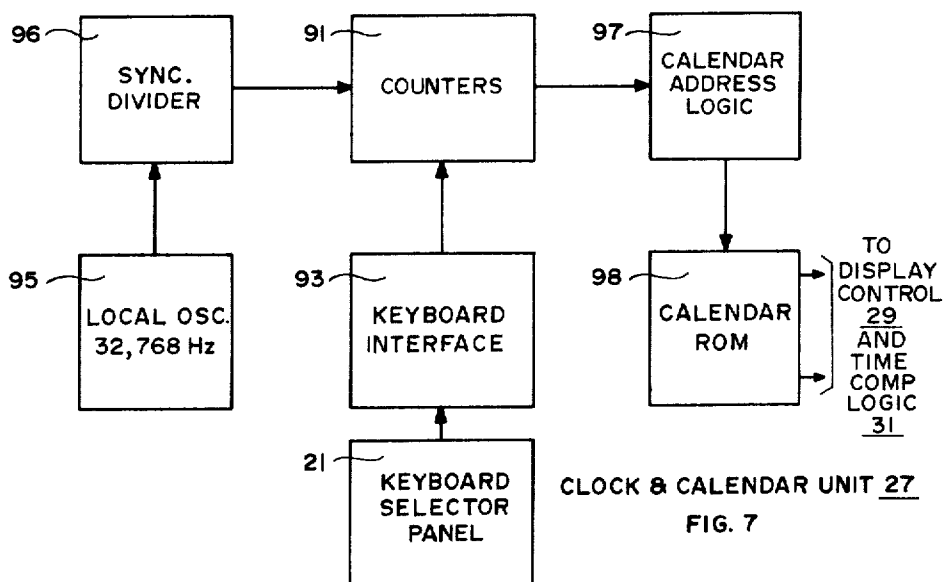 96
SYNC.
DIVIDER
91
COUNTERS
97
CALENDAR
ADDRESS
LOGIC
95
LOCAL OSC.
32,768 Hz
93
KEYBOARD
INTERFACE
98
CALENDAR
ROM
TO
DISPLAY
CONTROL
29
AND
TIME
COMP
LOGIC
31
21
KEYBOARD
SELECTOR
PANEL
CLOCK & CALENDAR UNIT 27
FIG. 7